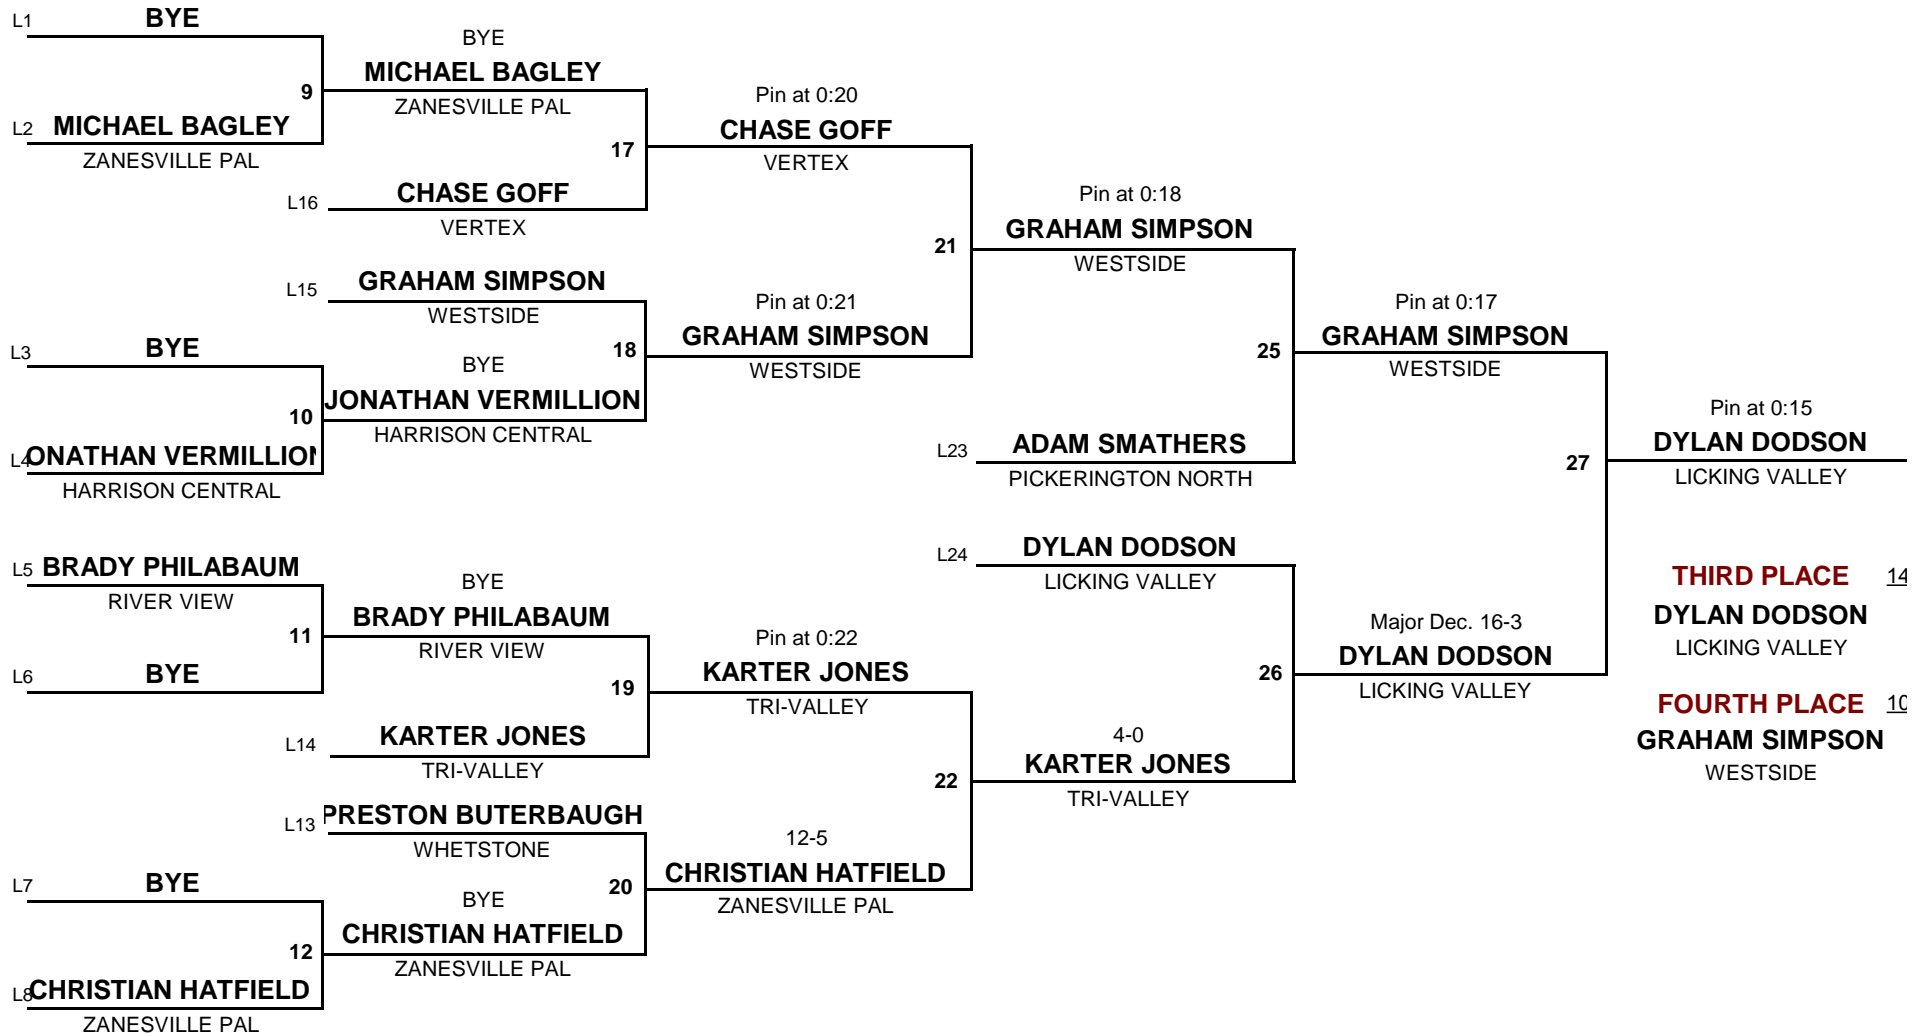 L1 BYE
BYE
MICHAEL BAGLEY
9
ZANESVILLE PAL
L2 MICHAEL BAGLEY
ZANESVILLE PAL
Pin at 0:20
CHASE GOFF
17
VERTEX
L16 CHASE GOFF
VERTEX
Pin at 0:18
GRAHAM SIMPSON
21
WESTSIDE
L15 GRAHAM SIMPSON
WESTSIDE
Pin at 0:21
GRAHAM SIMPSON
18
WESTSIDE
L3 BYE
BYE
JONATHAN VERMILLION
10
HARRISON CENTRAL
L4 ONATHAN VERMILLION
HARRISON CENTRAL
Pin at 0:17
GRAHAM SIMPSON
25
WESTSIDE
L23 ADAM SMATHERS
PICKERINGTON NORTH
Pin at 0:15
DYLAN DODSON
27
LICKING VALLEY
L24 DYLAN DODSON
LICKING VALLEY
L5 BRADY PHILABAUM
RIVER VIEW
BYE
BRADY PHILABAUM
11
RIVER VIEW
L6 BYE
Pin at 0:22
KARTER JONES
19
TRI-VALLEY
L14 KARTER JONES
TRI-VALLEY
Major Dec. 16-3
DYLAN DODSON
26
LICKING VALLEY
4-0
KARTER JONES
22
TRI-VALLEY
L13 PRESTON BUTERBAUGH
WHETSTONE
12-5
CHRISTIAN HATFIELD
20
ZANESVILLE PAL
L7 BYE
BYE
CHRISTIAN HATFIELD
12
ZANESVILLE PAL
L8 CHRISTIAN HATFIELD
ZANESVILLE PAL
THIRD PLACE 14
DYLAN DODSON
LICKING VALLEY
FOURTH PLACE 10
GRAHAM SIMPSON
WESTSIDE